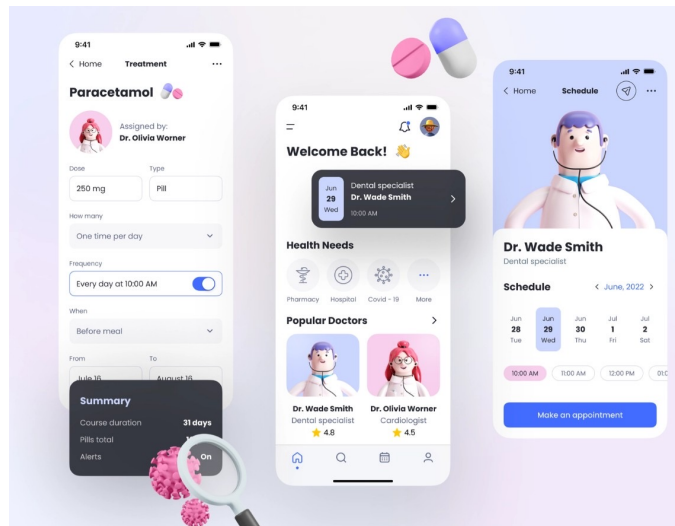 9:41
Home Treatment
Paracetamol
Assigned by:
Dr. Olivia Worner
Dose Type
250 mg Pill
How many
One time per day
Frequency
Every day at 10:00 AM
When
Before meal
From To
August 16
Summary
Course duration 31 days
Pills total
Alerts On
9:41
Welcome Back!
Jun
29
Wed
Dental specialist
Dr. Wade Smith
10:00 AM
Health Needs
Pharmacy Hospital Covid - 19 More
Popular Doctors
Dr. Wade Smith Dr. Olivia Worner
Dental specialist Cardiologist
4.8 4.5
9:41
Home Schedule
Dr. Wade Smith
Dental specialist
Schedule June, 2022
Jun Jun Jun Jul Jul
28 29 30 1 2
Tue Wed Thu Fri Sat
10:00 AM 11:00 AM 12:00 PM
Make an appointment